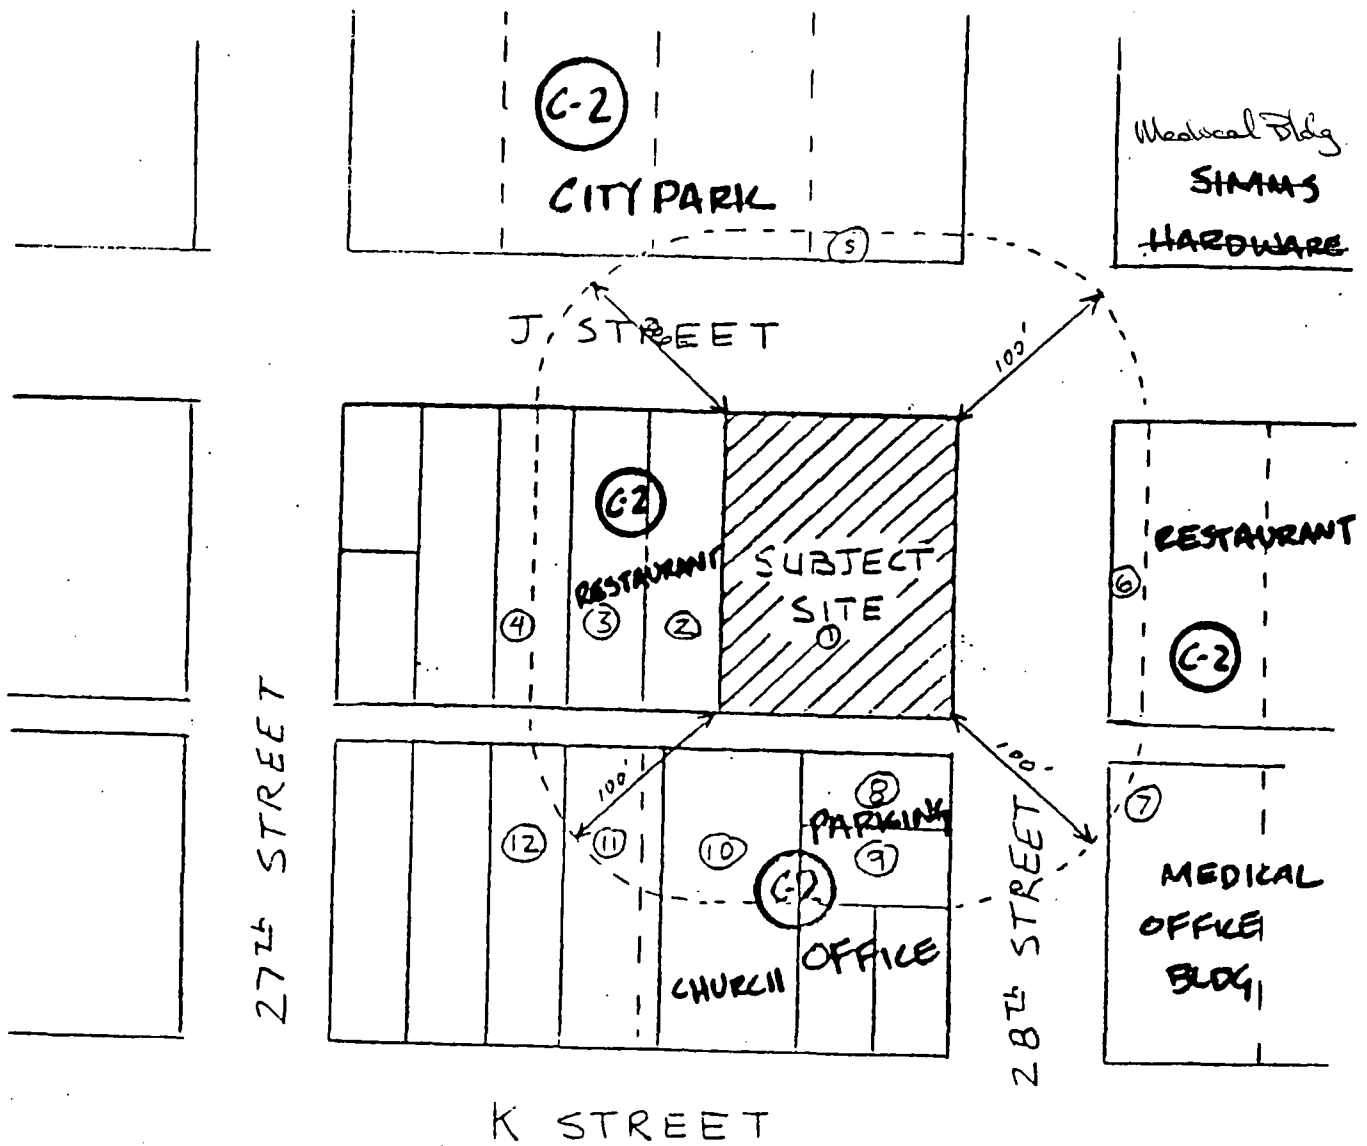 C-2
CITY PARK
Medical Bldg
SIMMS
HARDWARE
5
J STREET
100'
C-2
RESTAURANT
4
3
2
SUBJECT
SITE
1
RESTAURANT
6
C-2
27th STREET
100'
100'
12
11
10
8
PARKING
9
C-2
OFFICE
CHURCH
28th STREET
7
MEDICAL
OFFICE
BLDG
K STREET